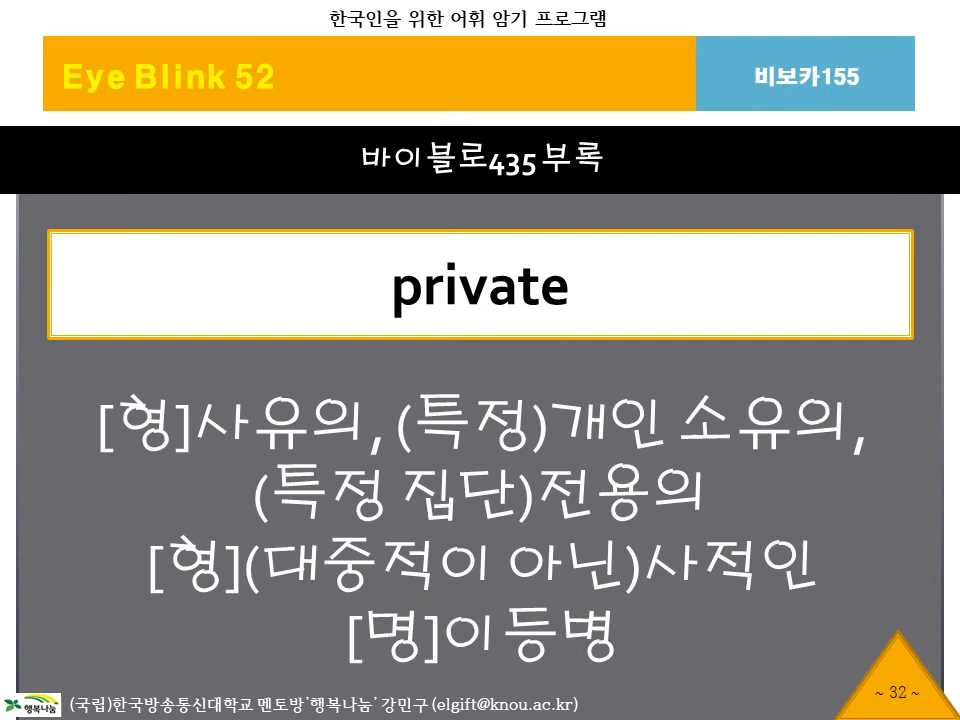 한국인을 위한 어휘 암기 프로그램
Eye Blink 52
비보카155
바이블로435부록
private
[형]사유의, (특정)개인 소유의,
(특정 집단)전용의
[형](대중적이 아닌)사적인
[명]이등병
~ 32 ~
행복나눔
(국립)한국방송통신대학교 멘토방'행복나눔' 강민구 (elgift@knou.ac.kr)